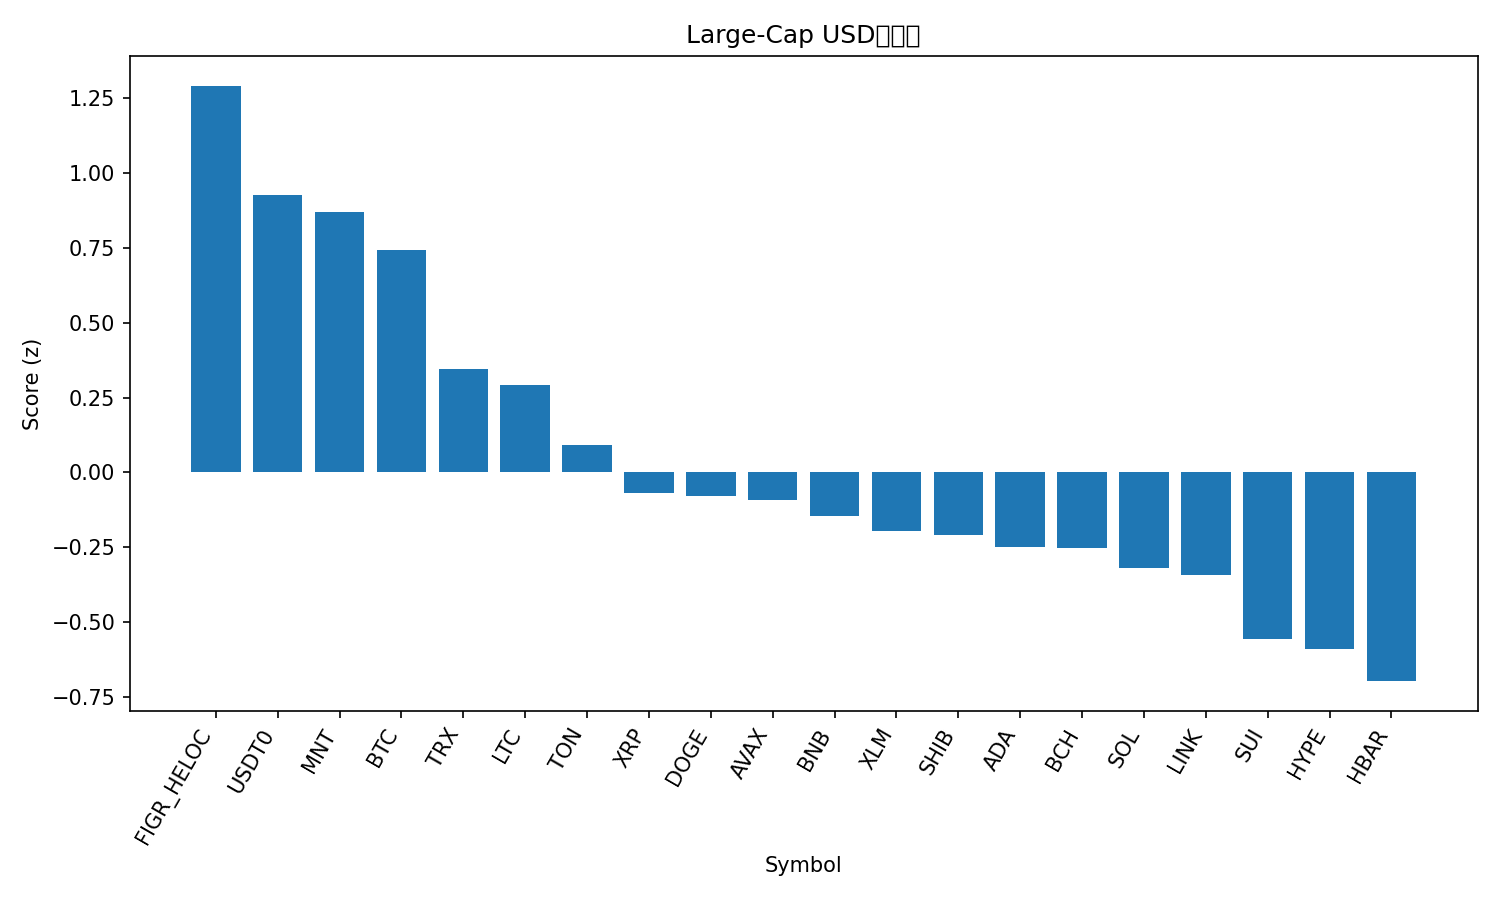 Large-Cap USD
1.25
1.00
0.75
0.50
0.25
0.00
−0.25
−0.50
−0.75
Score (z)
FIGR_HELOC
USDT0
MNT
BTC
TRX
LTC
TON
XRP
DOGE
AVAX
BNB
XLM
SHIB
ADA
BCH
SOL
LINK
SUI
HYPE
HBAR
Symbol